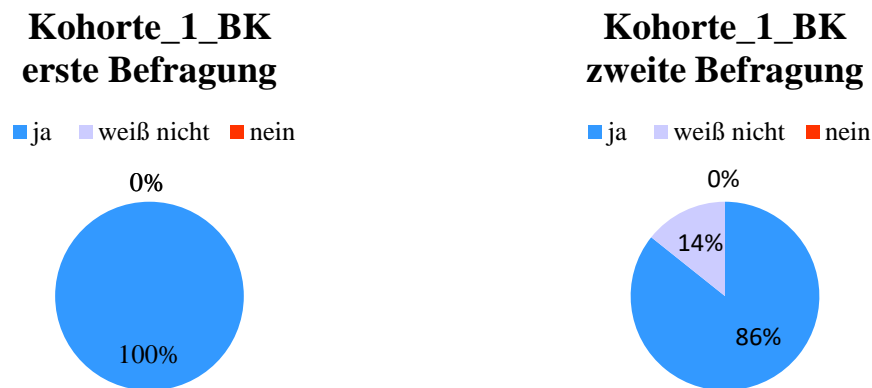 Kohorte_1_BK
erste Befragung
ja weiß nicht nein
0%
100%
Kohorte_1_BK
zweite Befragung
ja weiß nicht nein
0%
14%
86%